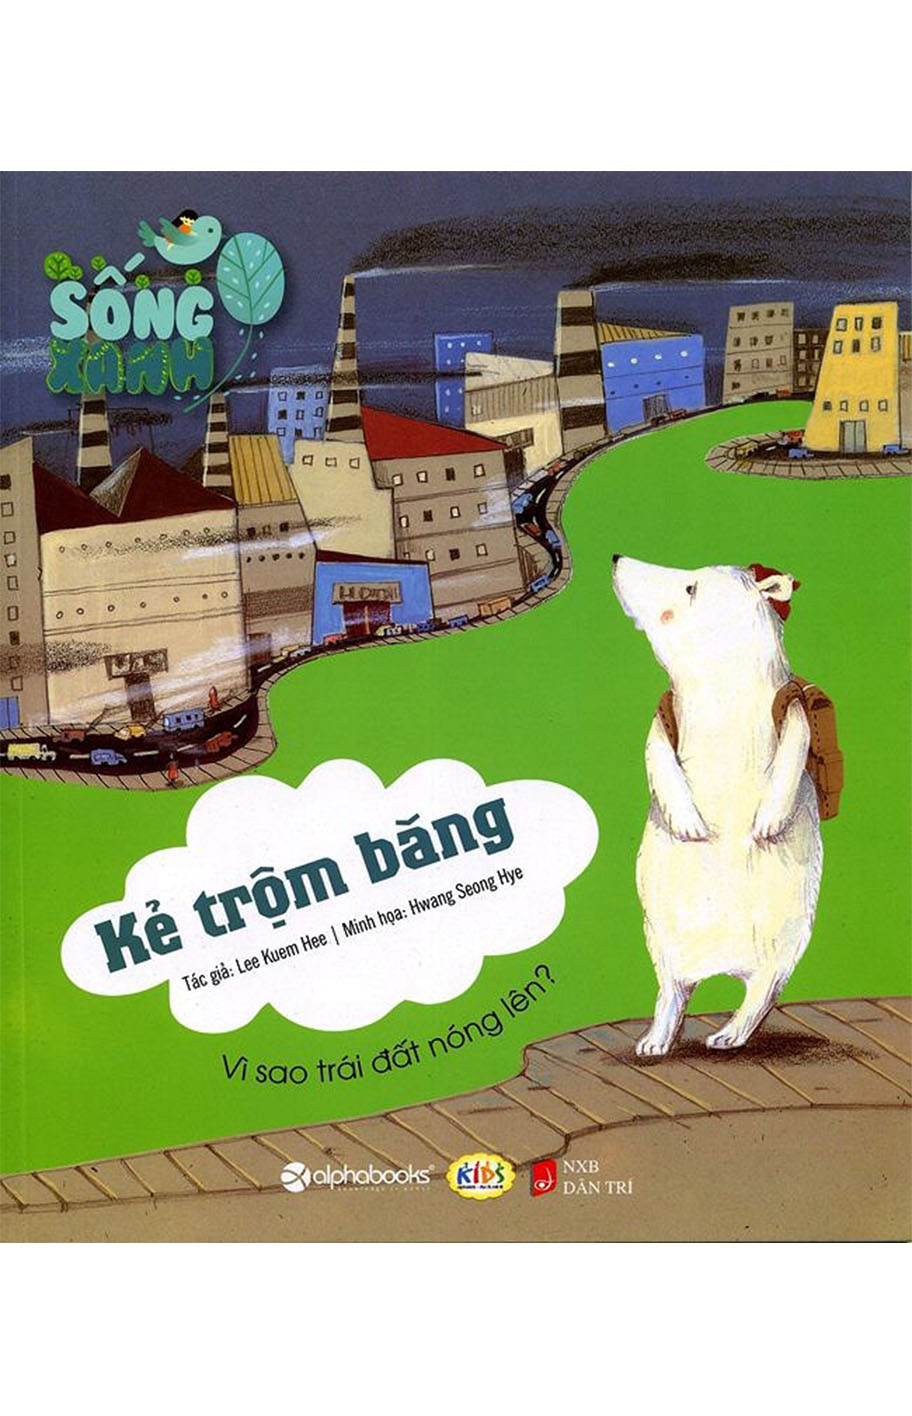 SỐNG
XANH
Kẻ trộm băng
Tác giả: Lee Kuem Hee | Minh họa: Hwang Seong Hye
Vì sao trái đất nóng lên?
alphabooks®
KIDS
NXB
DÂN TRÍ